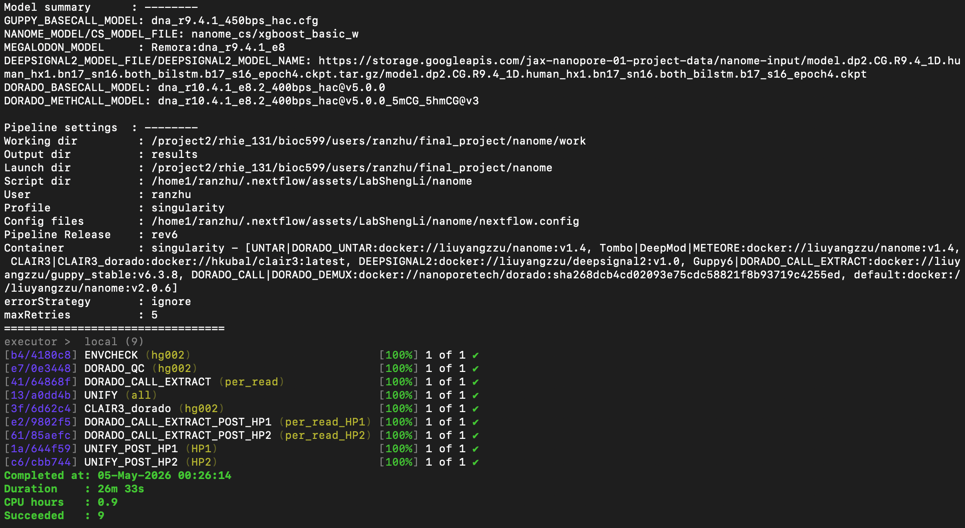 Model summary      : --------
GUPPY_BASECALL_MODEL: dna_r9.4.1_450bps_hac.cfg
NANOME_MODEL/CS_MODEL_FILE: nanome_cs/xgboost_basic_w
MEGALODON_MODEL     : Remora:dna_r9.4.1_e8
DEEPSIGNAL2_MODEL_FILE/DEEPSIGNAL2_MODEL_NAME: https://storage.googleapis.com/jax-nanopore-01-project-data/nanome-input/model.dp2.CG.R9.4_1D.hu
man_hx1.bn17_sn16.both_bilstm.b17_s16_epoch4.ckpt.tar.gz/model.dp2.CG.R9.4_1D.human_hx1.bn17_sn16.both_bilstm.b17_s16_epoch4.ckpt
DORADO_BASECALL_MODEL: dna_r10.4.1_e8.2_400bps_hac@v5.0.0
DORADO_METHCALL_MODEL: dna_r10.4.1_e8.2_400bps_hac@v5.0.0_5mCG_5hmCG@v3
Pipeline settings  : --------
Working dir         : /project2/rhie_131/bioc599/users/ranzhu/final_project/nanome/work
Output dir          : results
Launch dir          : /project2/rhie_131/bioc599/users/ranzhu/final_project/nanome
Script dir          : /home1/ranzhu/.nextflow/assets/LabShengLi/nanome
User                : ranzhu
Profile             : singularity
Config files        : /home1/ranzhu/.nextflow/assets/LabShengLi/nanome/nextflow.config
Pipeline Release    : rev6
Container           : singularity - [UNTAR|DORADO_UNTAR:docker://liuyangzzu/nanome:v1.4, Tombo|DeepMod|METEORE:docker://liuyangzzu/nanome:v1.4,
 CLAIR3|CLAIR3_dorado:docker://hkubal/clair3:latest, DEEPSIGNAL2:docker://liuyangzzu/deepsignal2:v1.0, Guppy6|DORADO_CALL_EXTRACT:docker://liuy
angzzu/guppy_stable:v6.3.8, DORADO_CALL|DORADO_DEMUX:docker://nanoporetech/dorado:sha268dcb4cd02093e75cdc58821f8b93719c4255ed, default:docker:/
/liuyangzzu/nanome:v2.0.6]
errorStrategy       : ignore
maxRetries          : 5
=================================
executor >  local (9)
[b4/4180c8] ENVCHECK (hg002)                            [100%] 1 of 1 ✔
[e7/0e3448] DORADO_QC (hg002)                           [100%] 1 of 1 ✔
[41/64868f] DORADO_CALL_EXTRACT (per_read)              [100%] 1 of 1 ✔
[13/a0dd4b] UNIFY (all)                                 [100%] 1 of 1 ✔
[3f/6d62c4] CLAIR3_dorado (hg002)                       [100%] 1 of 1 ✔
[e2/9802f5] DORADO_CALL_EXTRACT_POST_HP1 (per_read_HP1) [100%] 1 of 1 ✔
[61/85aefc] DORADO_CALL_EXTRACT_POST_HP2 (per_read_HP2) [100%] 1 of 1 ✔
[1a/644f59] UNIFY_POST_HP1 (HP1)                        [100%] 1 of 1 ✔
[c6/cbb744] UNIFY_POST_HP2 (HP2)                        [100%] 1 of 1 ✔
Completed at: 05-May-2026 00:26:14
Duration    : 26m 33s
CPU hours   : 0.9
Succeeded   : 9